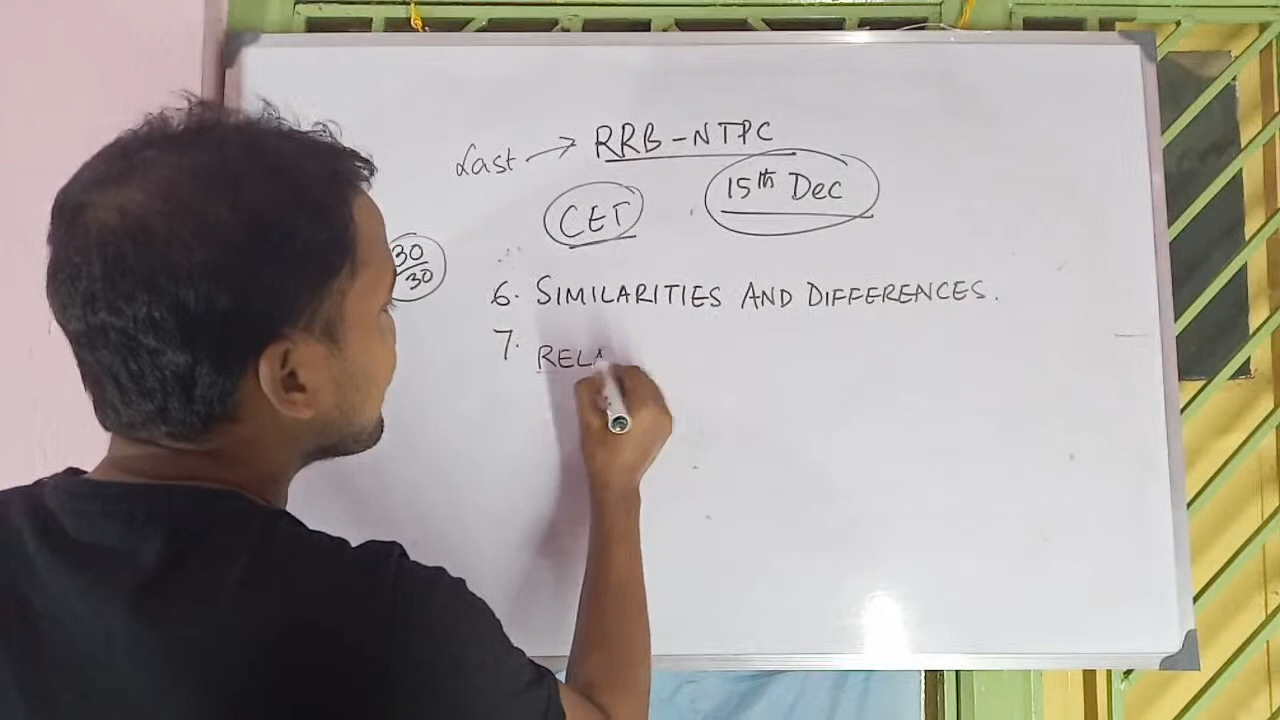 Last → RRB-NTPC
CET 15th Dec
30/30
6. SIMILARITIES AND DIFFERENCES.
7. RELA